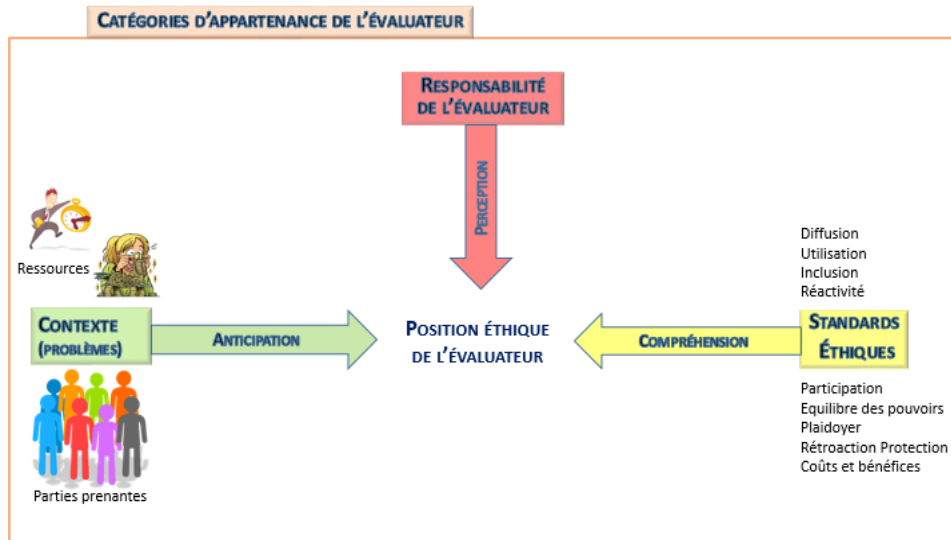 CATÉGORIES D'APPARTENANCE DE L'ÉVALUATEUR
RESPONSABILITÉ
DE L'ÉVALUATEUR
PERCEPTION
Ressources
CONTEXTE
(PROBLÈMES)
ANTICIPATION
Parties prenantes
POSITION ÉTHIQUE
DE L'ÉVALUATEUR
COMPRÉHENSION
Diffusion
Utilisation
Inclusion
Réactivité
STANDARDS
ÉTHIQUES
Participation
Equilibre des pouvoirs
Plaidoyer
Rétroaction Protection
Coûts et bénéfices